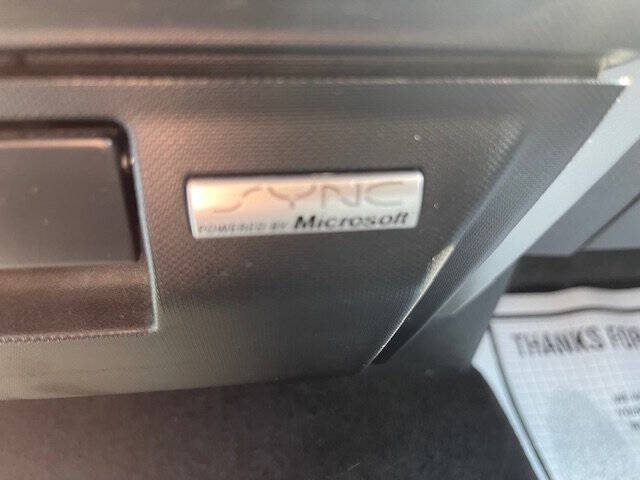 SYNC
POWERED BY Microsoft
THANKS FOR